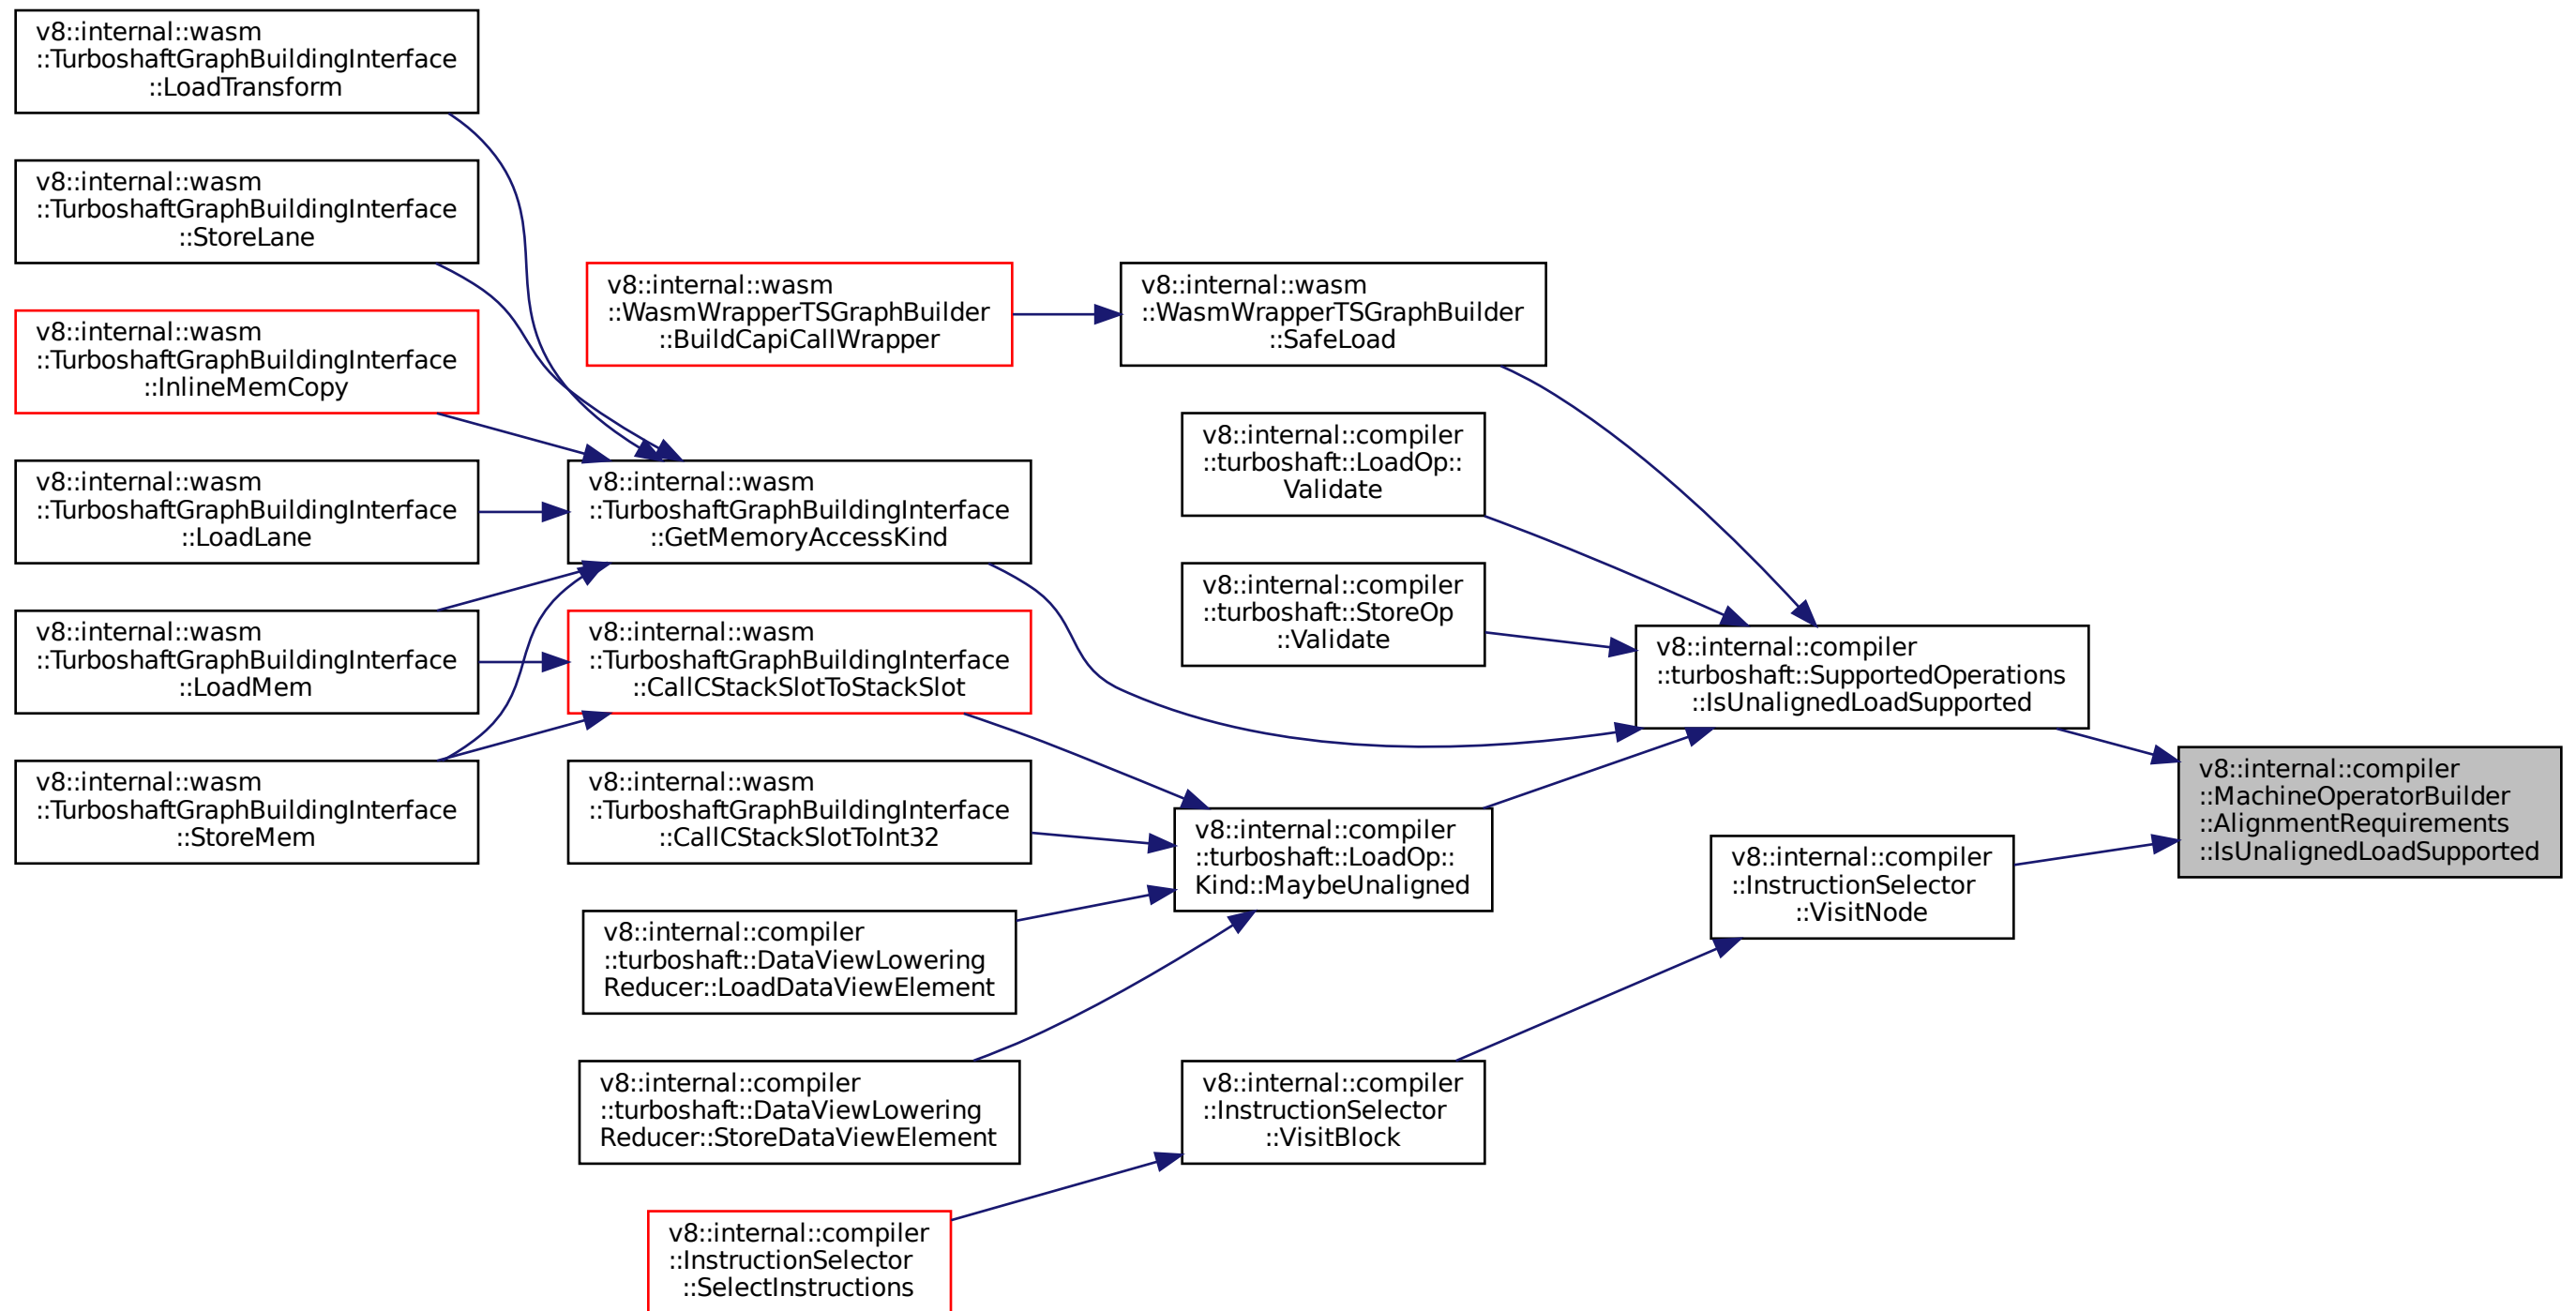 v8::internal::wasm
::TurboshaftGraphBuildingInterface
::LoadTransform
v8::internal::wasm
::TurboshaftGraphBuildingInterface
::StoreLane
v8::internal::wasm
::TurboshaftGraphBuildingInterface
::InlineMemCopy
v8::internal::wasm
::TurboshaftGraphBuildingInterface
::LoadLane
v8::internal::wasm
::TurboshaftGraphBuildingInterface
::LoadMem
v8::internal::wasm
::TurboshaftGraphBuildingInterface
::StoreMem
v8::internal::wasm
::WasmWrapperTSGraphBuilder
::BuildCapiCallWrapper
v8::internal::wasm
::TurboshaftGraphBuildingInterface
::GetMemoryAccessKind
v8::internal::wasm
::TurboshaftGraphBuildingInterface
::CallCStackSlotToStackSlot
v8::internal::wasm
::TurboshaftGraphBuildingInterface
::CallCStackSlotToInt32
v8::internal::compiler
::turboshaft::DataViewLowering
Reducer::LoadDataViewElement
v8::internal::compiler
::turboshaft::DataViewLowering
Reducer::StoreDataViewElement
v8::internal::compiler
::InstructionSelector
::SelectInstructions
v8::internal::wasm
::WasmWrapperTSGraphBuilder
::SafeLoad
v8::internal::compiler
::turboshaft::LoadOp::
Validate
v8::internal::compiler
::turboshaft::StoreOp
::Validate
v8::internal::compiler
::turboshaft::LoadOp::
Kind::MaybeUnaligned
v8::internal::compiler
::InstructionSelector
::VisitBlock
v8::internal::compiler
::turboshaft::SupportedOperations
::IsUnalignedLoadSupported
v8::internal::compiler
::InstructionSelector
::VisitNode
v8::internal::compiler
::MachineOperatorBuilder
::AlignmentRequirements
::IsUnalignedLoadSupported